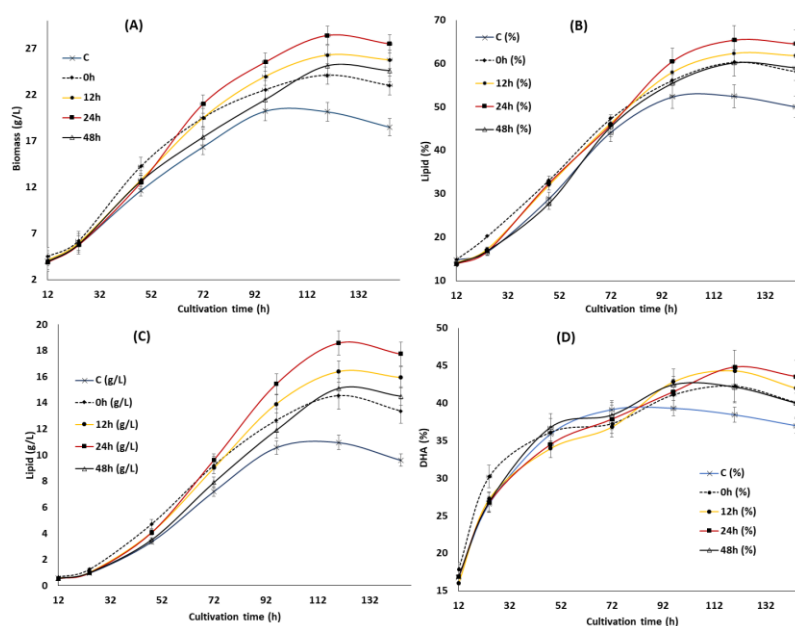 (A)
Biomass (g/L)
27
22
17
12
7
2
C
0h
12h
24h
48h
12 32 52 72 92 112 132
Cultivation time (h)
(B)
Lipid (%)
70
60
50
40
30
20
10
C (%)
0h (%)
12h (%)
24h (%)
48h (%)
12 32 52 72 92 112 132
Cultivation time (h)
(C)
Lipid (g/L)
20
18
16
14
12
10
8
6
4
2
0
C (g/L)
0h (g/L)
12h (g/L)
24h (g/L)
48h (g/L)
12 32 52 72 92 112 132
Cultivation time (h)
(D)
DHA (%)
50
45
40
35
30
25
20
15
C (%)
0h (%)
12h (%)
24h (%)
48h (%)
12 32 52 72 92 112 132
Cultivation time (h)